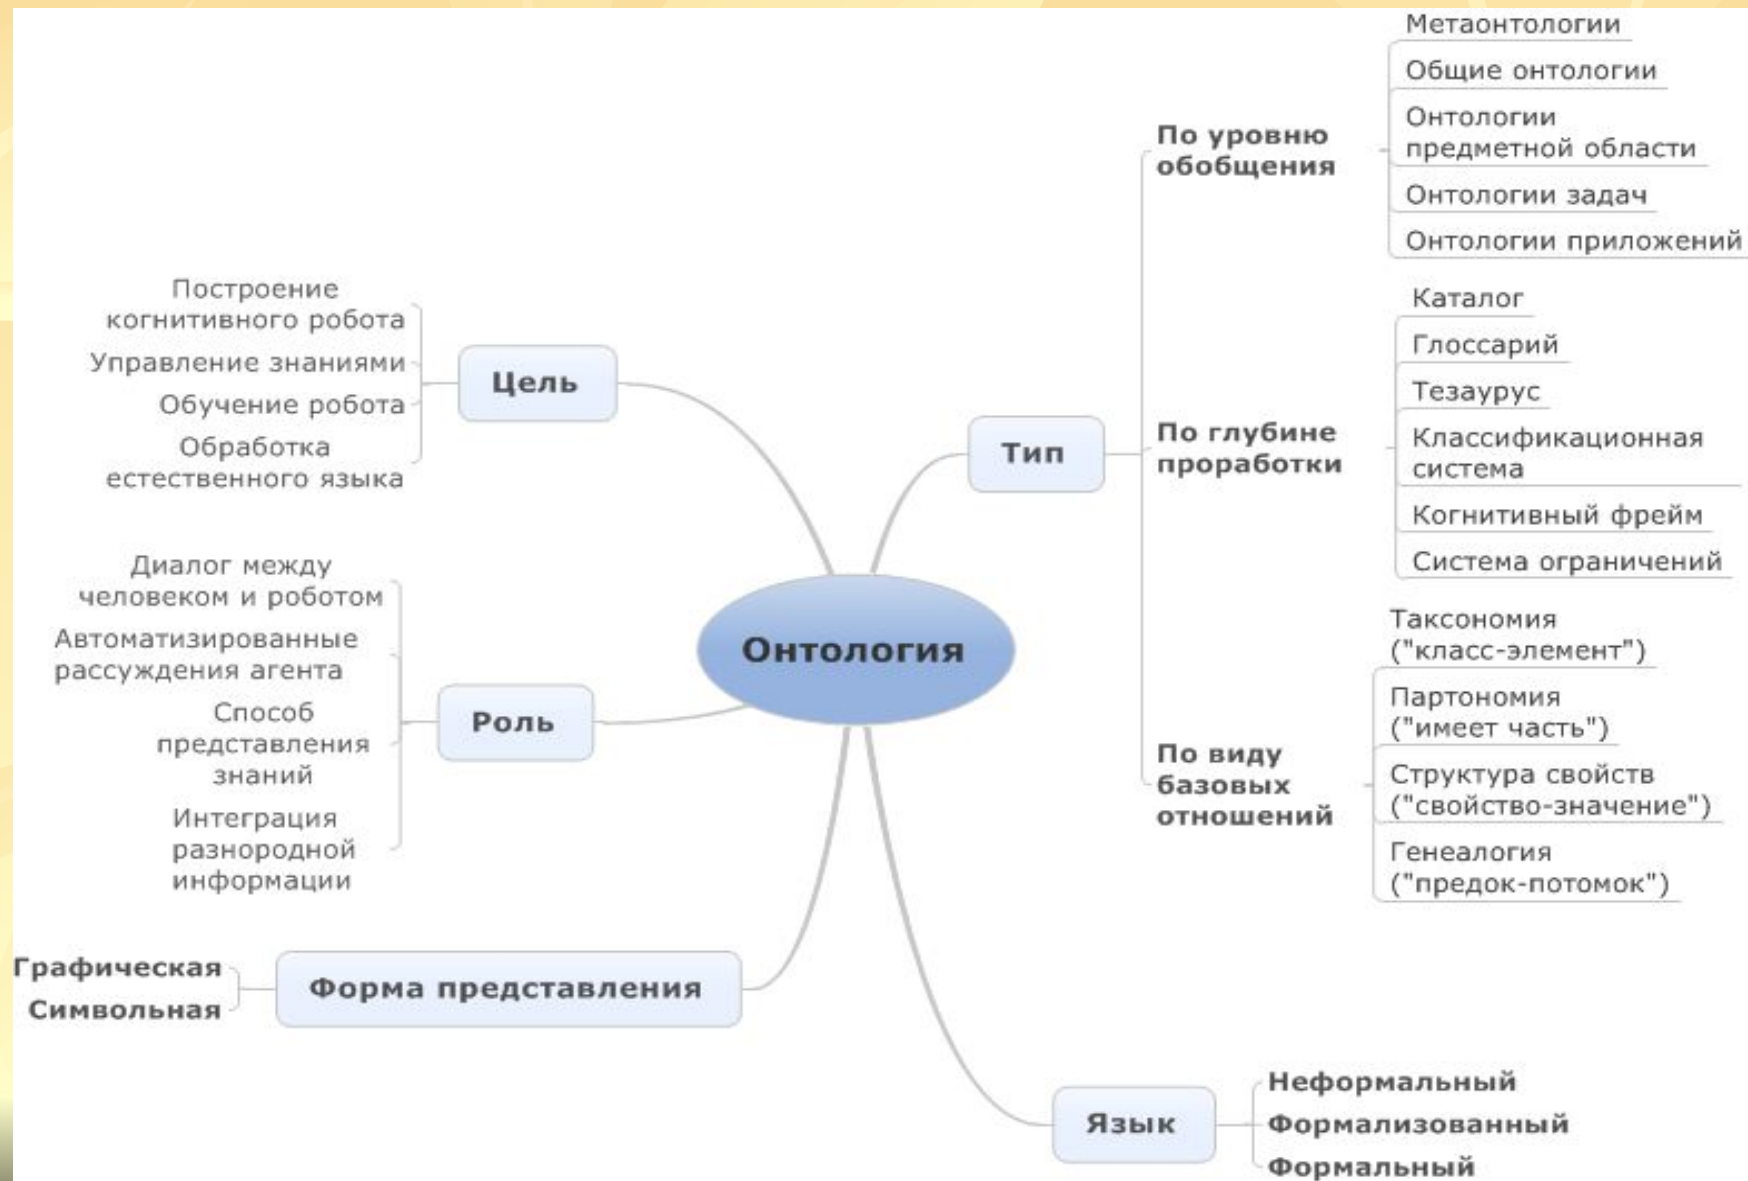 Онтология
Цель
Построение
когнитивного робота
Управление знаниями
Обучение робота
Обработка
естественного языка
Роль
Диалог между
человеком и роботом
Автоматизированные
рассуждения агента
Способ
представления
знаний
Интеграция
разнородной
информации
Форма представления
Графическая
Символьная
Тип
По уровню
обобщения
Метаонтологии
Общие онтологии
Онтологии
предметной области
Онтологии задач
Онтологии приложений
По глубине
проработки
Каталог
Глоссарий
Тезаурус
Классификационная
система
Когнитивный фрейм
Система ограничений
По виду
базовых
отношений
Таксономия
("класс-элемент")
Партономия
("имеет часть")
Структура свойств
("свойство-значение")
Генеалогия
("предок-потомок")
Язык
Неформальный
Формализованный
Формальный